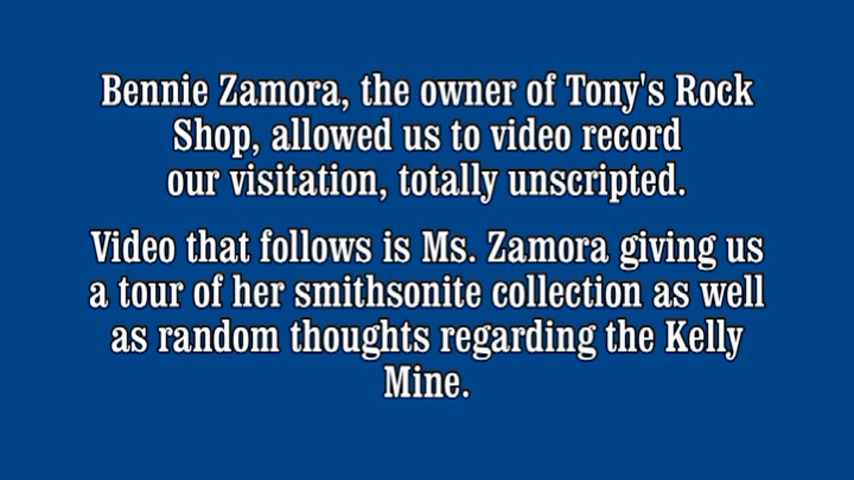 Bennie Zamora, the owner of Tony's Rock
Shop, allowed us to video record
our visitation, totally unscripted.
Video that follows is Ms. Zamora giving us
a tour of her smithsonite collection as well
as random thoughts regarding the Kelly
Mine.